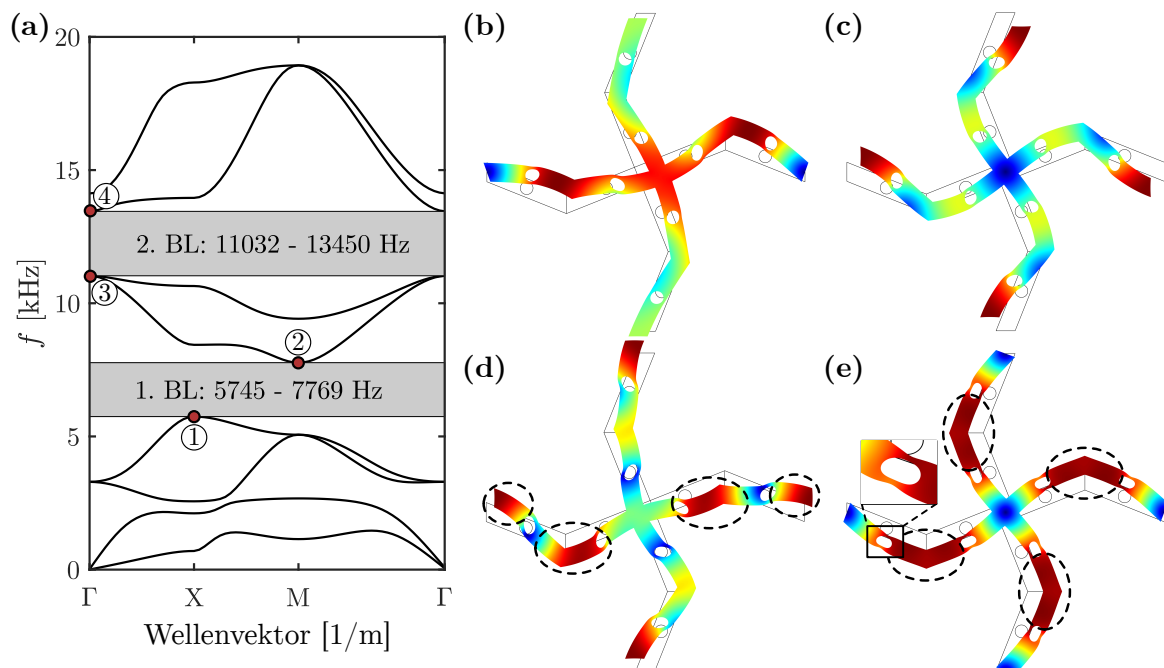 (a)
20
15
10
5
0
f [kHz]
4
2. BL: 11032 - 13450 Hz
3
2
1. BL: 5745 - 7769 Hz
1
Γ X M Γ
Wellenvektor [1/m]
(b)
(c)
(d)
(e)